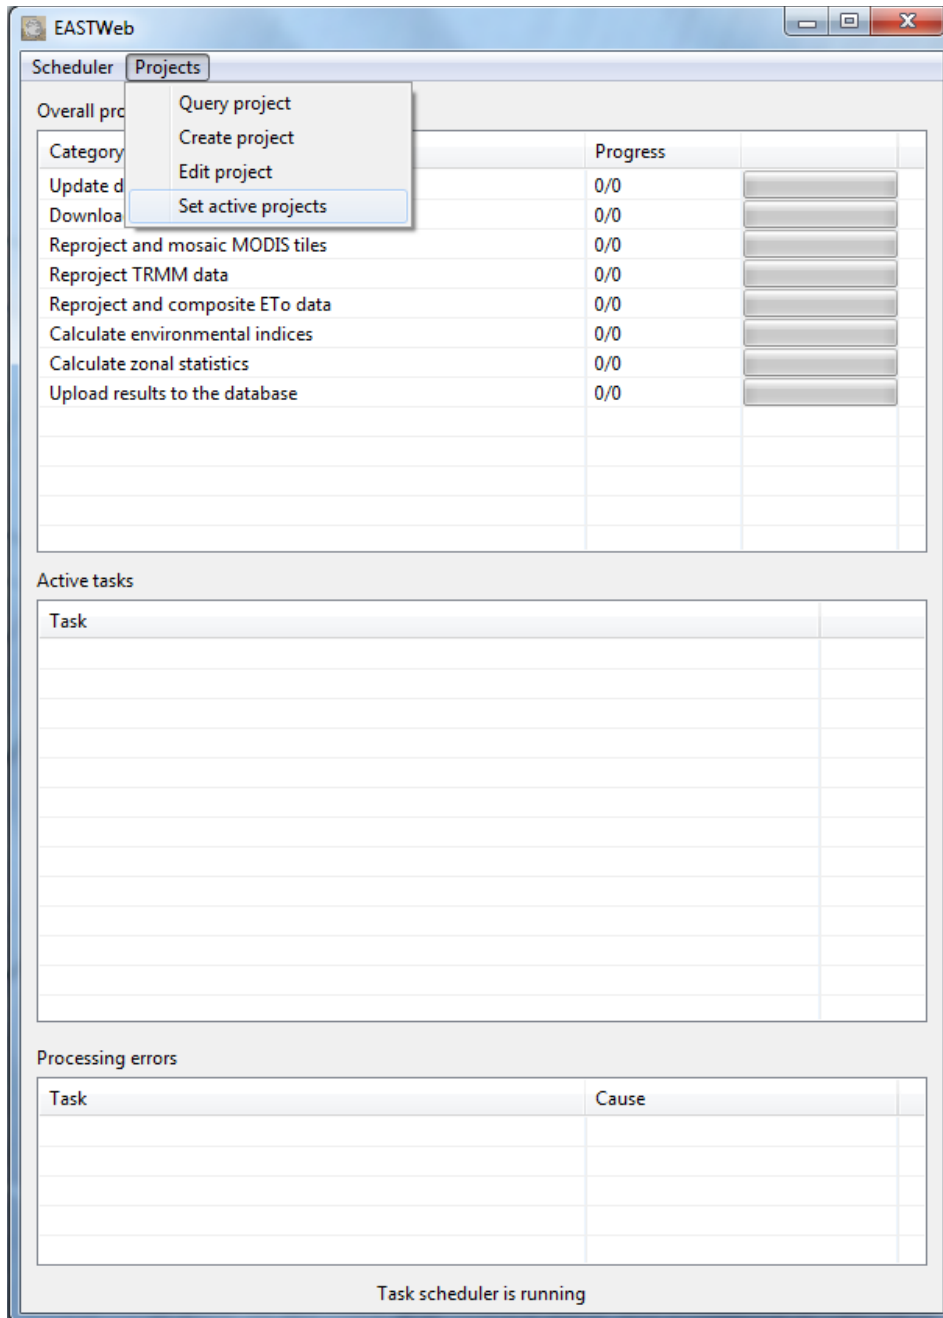 EASTWeb
Scheduler Projects
Query project
Create project
Edit project
Set active projects
Overall
Category Progress
Update 0/0
0/0
Reproject and mosaic MODIS tiles 0/0
Reproject TRMM data 0/0
Reproject and composite ETo data 0/0
Calculate environmental indices 0/0
Calculate zonal statistics 0/0
Upload results to the database 0/0
Active tasks
Task
Processing errors
Task Cause
Task scheduler is running